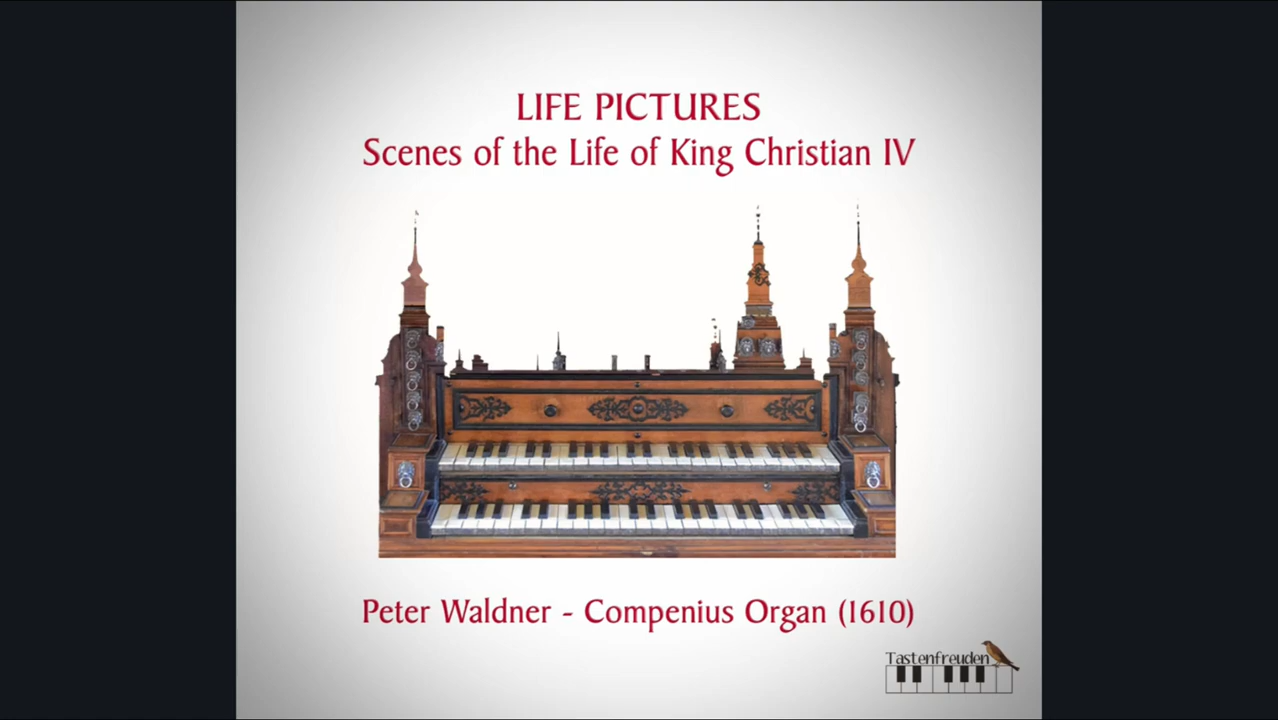 LIFE PICTURES
Scenes of the Life of King Christian IV
Peter Waldner - Compenius Organ (1610)
Tastenfreuden